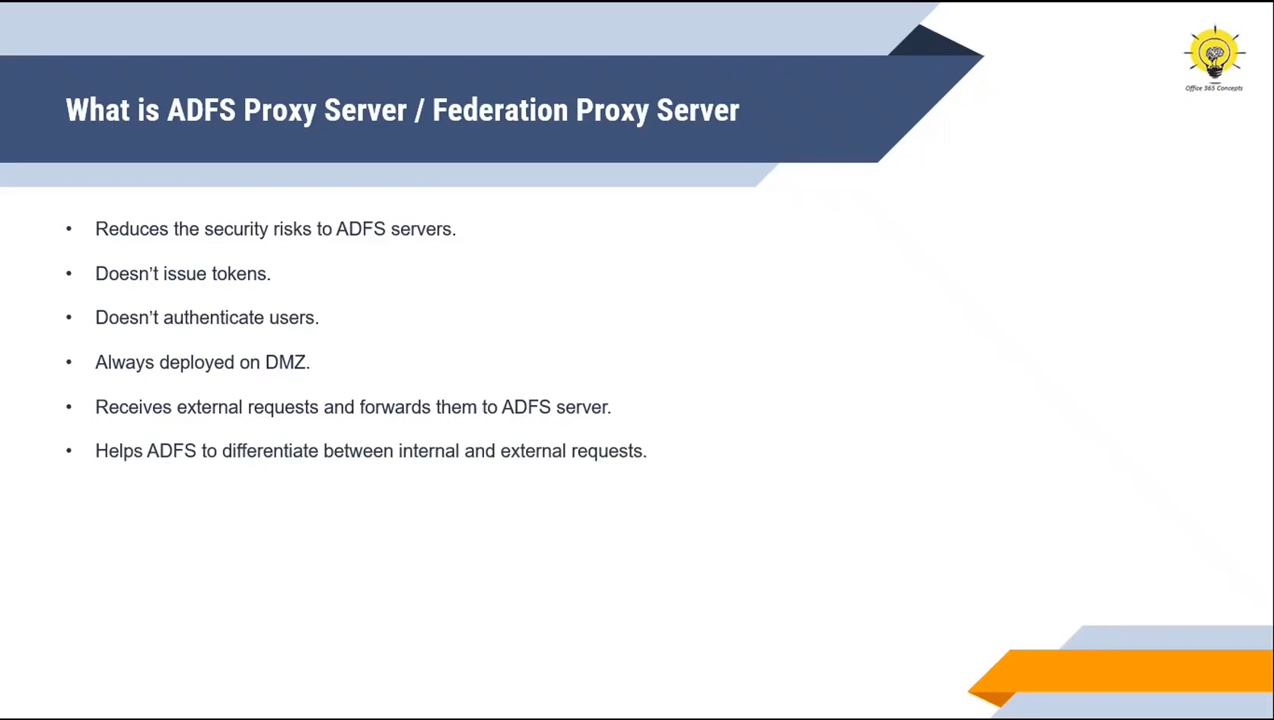 What is ADFS Proxy Server / Federation Proxy Server
Office 365 Concepts
• Reduces the security risks to ADFS servers.
• Doesn’t issue tokens.
• Doesn’t authenticate users.
• Always deployed on DMZ.
• Receives external requests and forwards them to ADFS server.
• Helps ADFS to differentiate between internal and external requests.